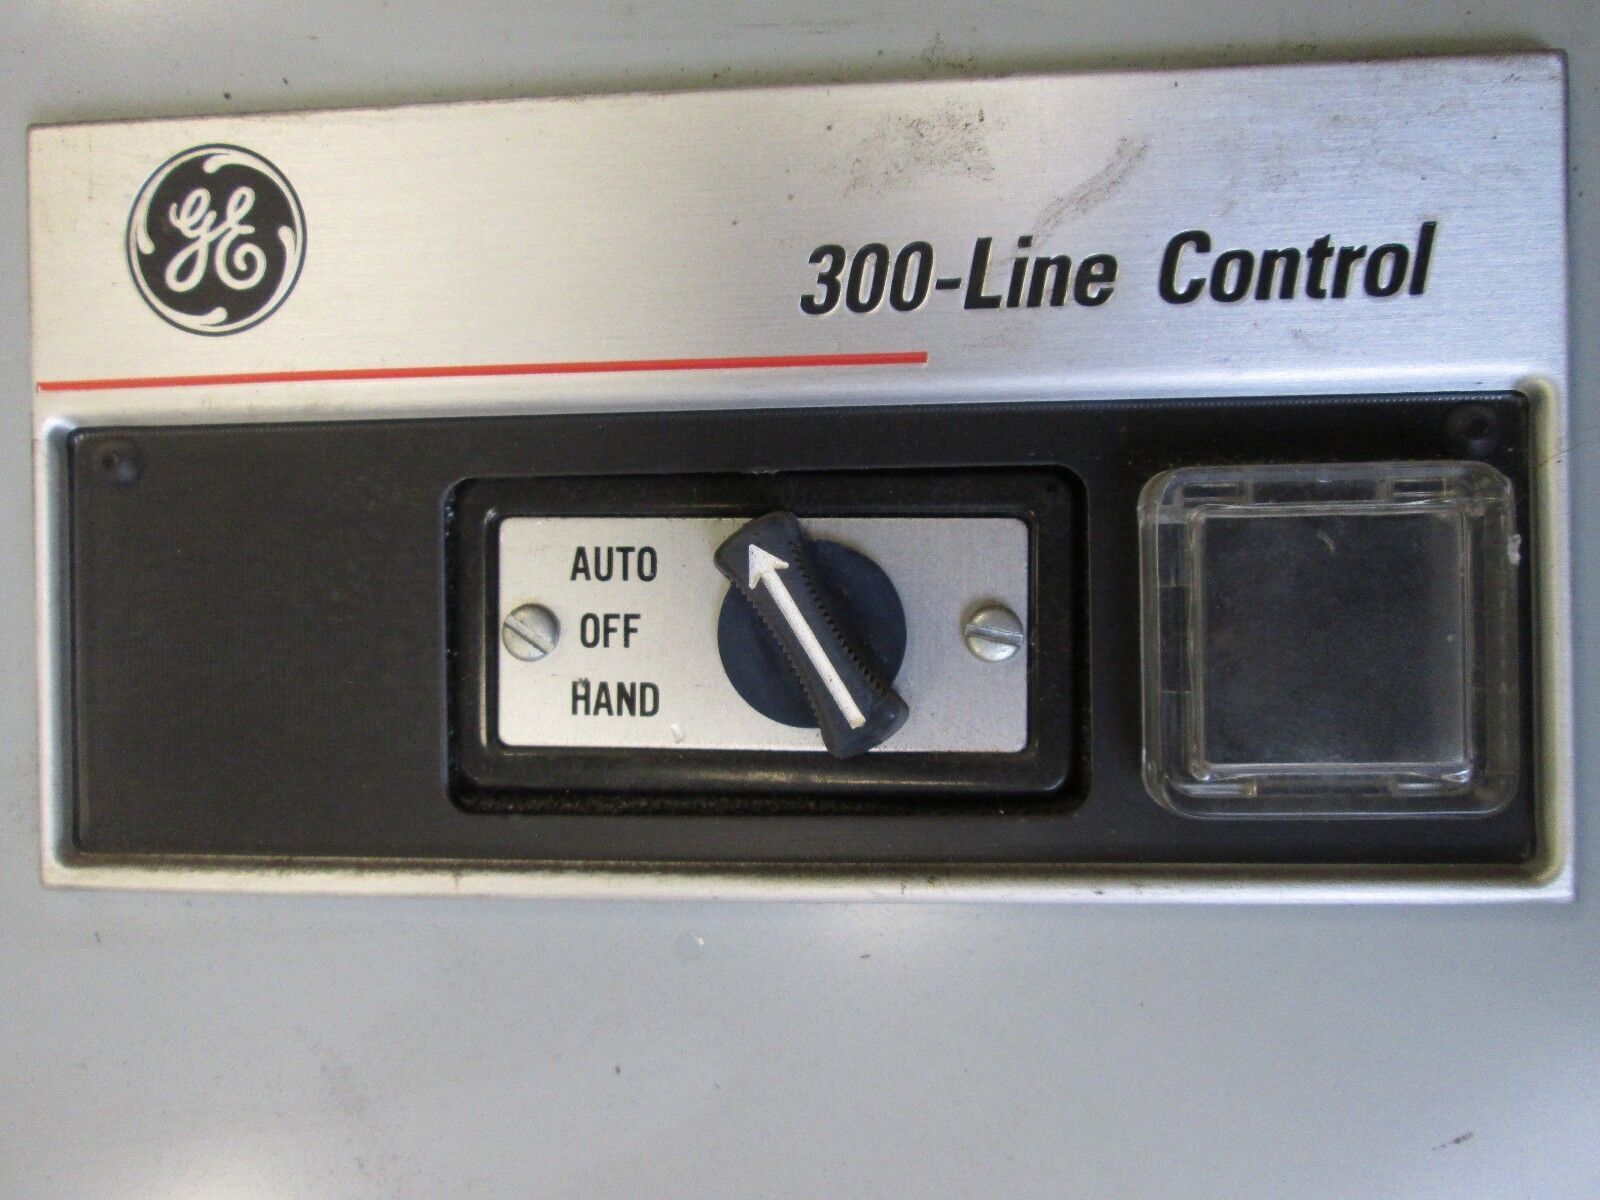 GE
300-Line Control
AUTO
OFF
HAND